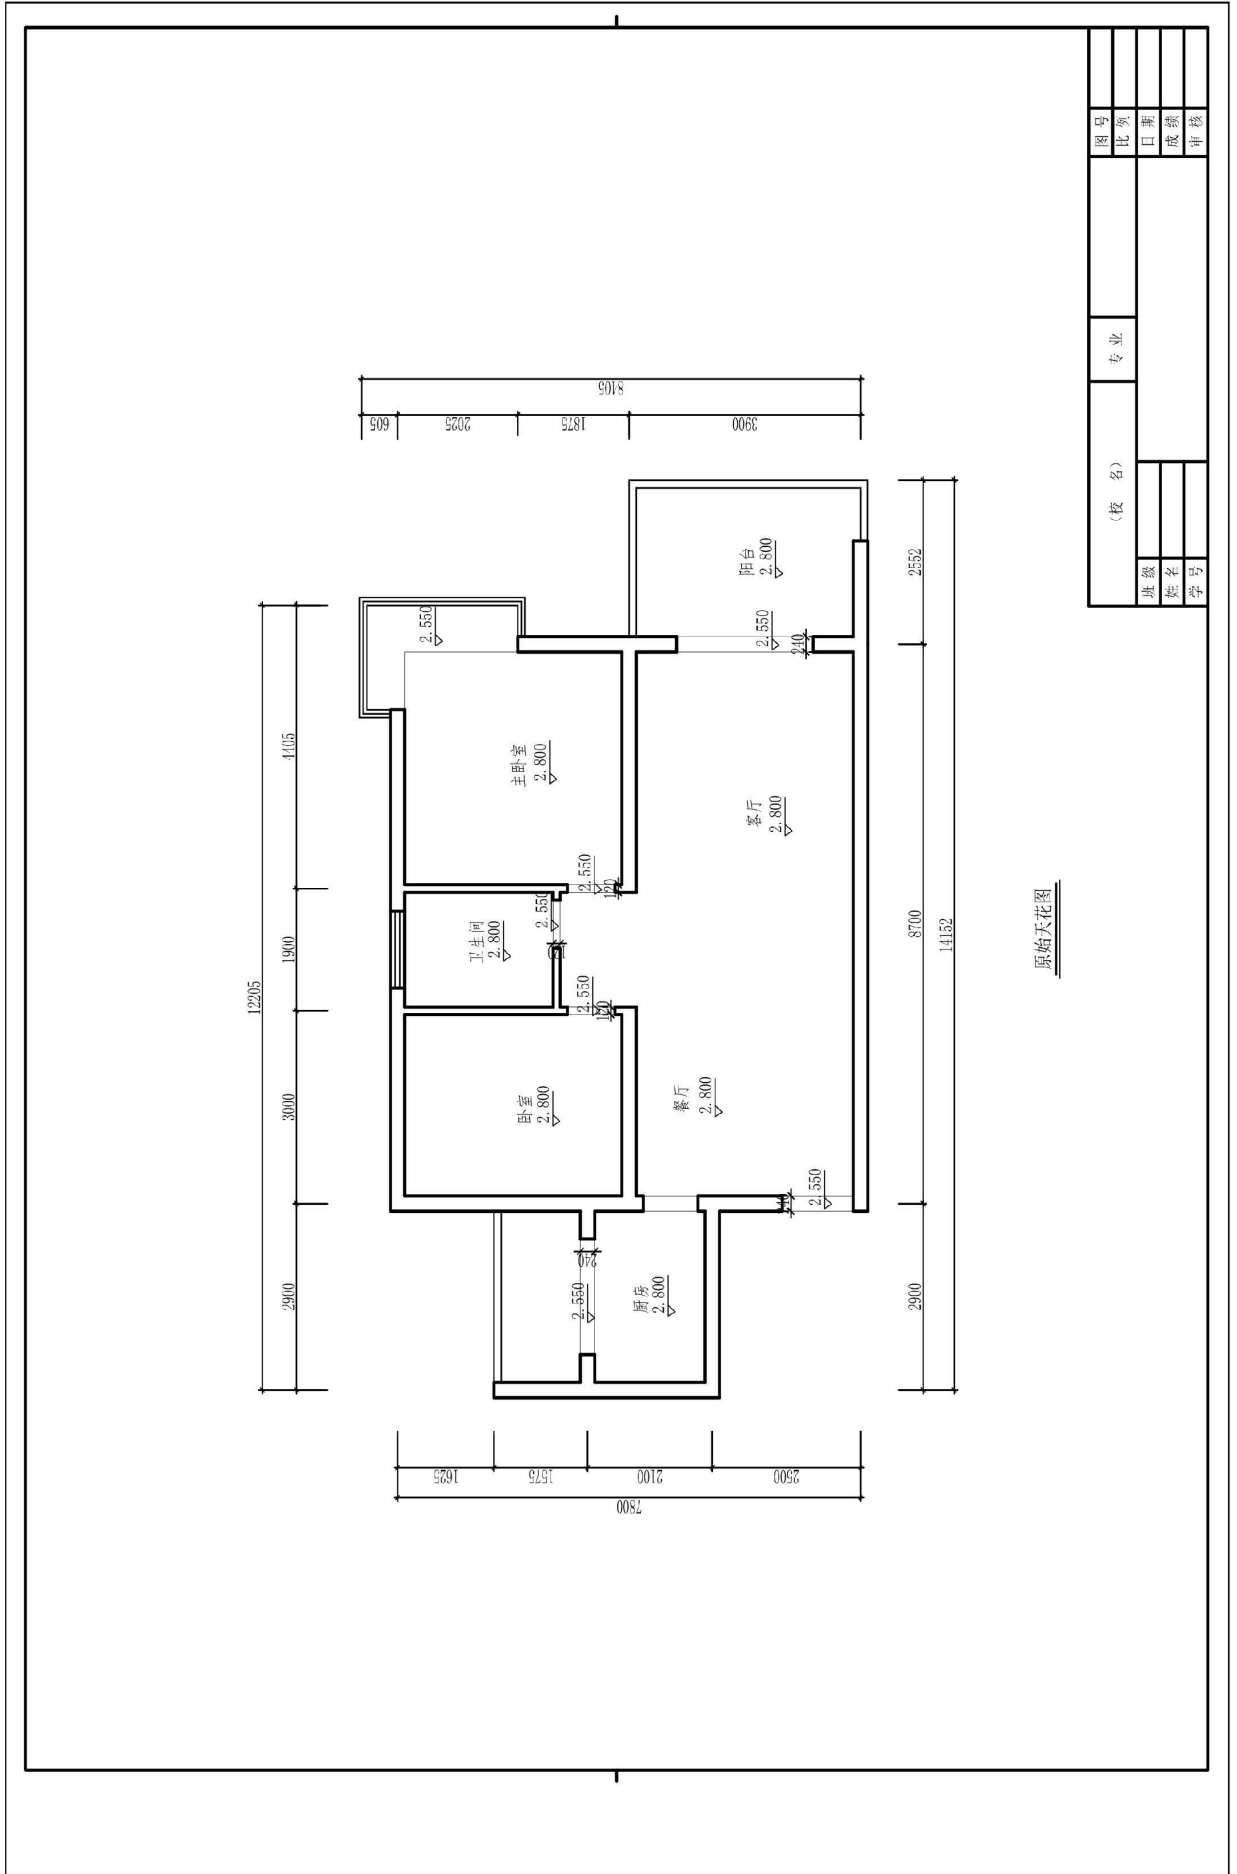 12205
2900
3000
1900
4405
7800
1625
1575
2100
2500
8105
605
2025
1875
3900
2.550
主卧室
2.800
卫生间
2.800
卧室
2.800
2.550
120
2.550
120
2.550
120
阳台
2.800
2.550
240
客厅
2.800
餐厅
2.800
2.550
240
240
2.550
厨房
2.800
2900
8700
2552
14152
原始天花图
(校 名)
专业
图号
比例
班级
日期
姓名
成绩
学号
审核